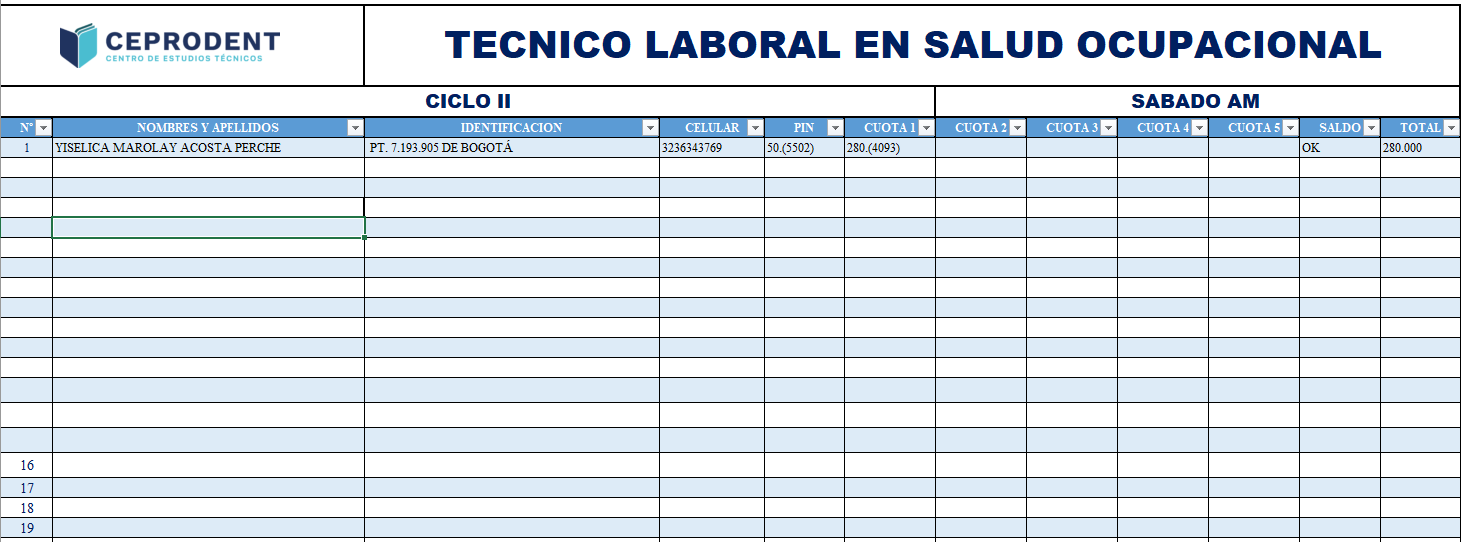 CEPRODENT
CENTRO DE ESTUDIOS TÉCNICOS
TECNICO LABORAL EN SALUD OCUPACIONAL
CICLO II SABADO AM
N° NOMBRES Y APELLIDOS IDENTIFICACION CELULAR PIN CUOTA 1 CUOTA 2 CUOTA 3 CUOTA 4 CUOTA 5 SALDO TOTAL
1 YISELICA MAROLAY ACOSTA PERCHE PT. 7.193.905 DE BOGOTÁ 3236343769 50.(5502) 280.(4093) OK 280.000
16
17
18
19